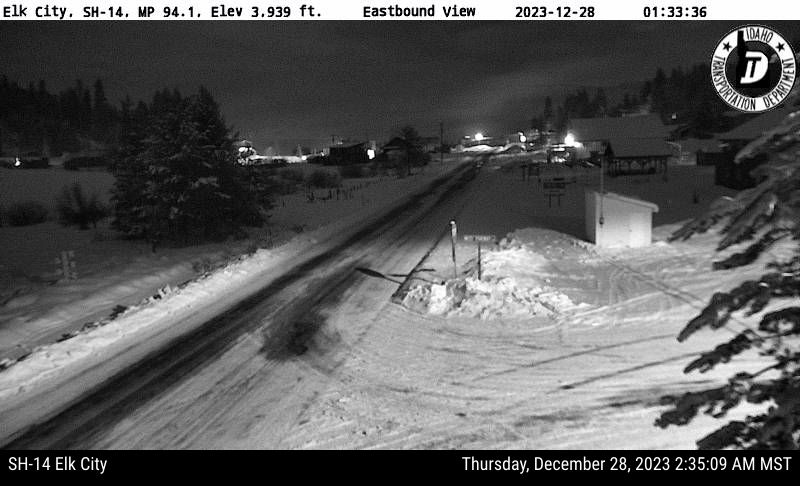 Elk City, SH-14, MP 94.1, Elev 3,939 ft. Eastbound View 2023-12-28 01:33:36
IDAHO
TRANSPORTATION DEPARTMENT
SH-14 Elk City Thursday, December 28, 2023 2:35:09 AM MST